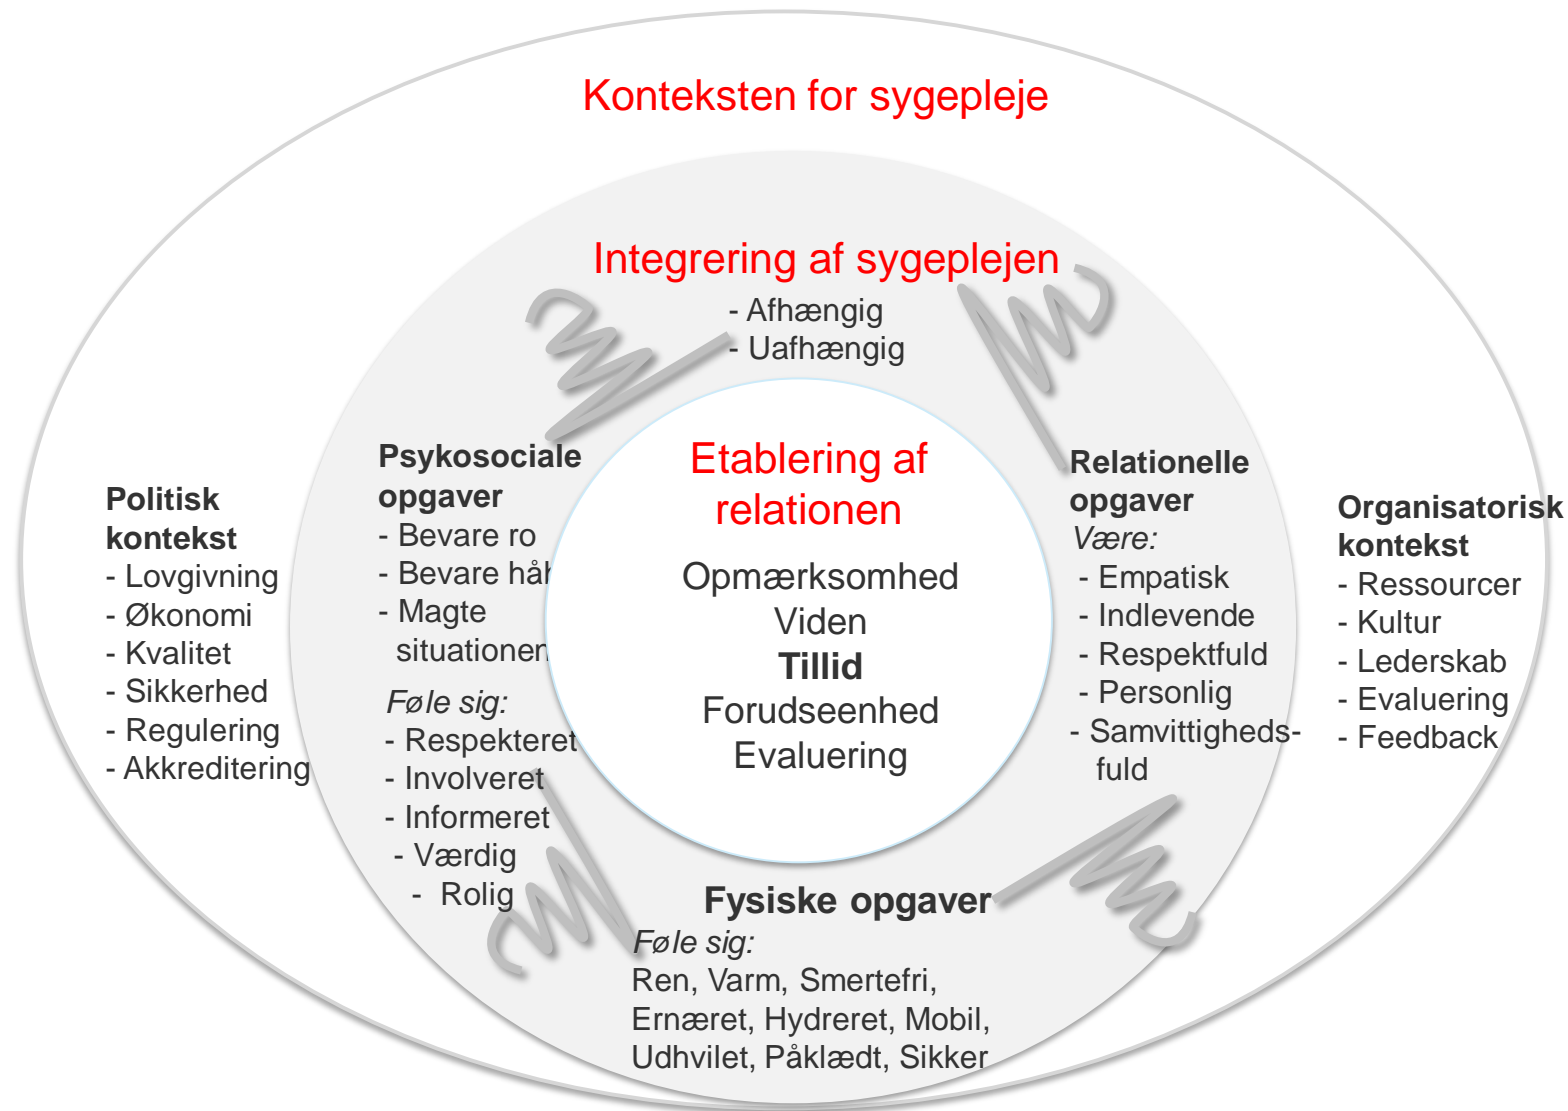 Konteksten for sygepleje
Integrering af sygeplejen
- Afhængig
- Uafhængig
Politisk
kontekst
- Lovgivning
- Økonomi
- Kvalitet
- Sikkerhed
- Regulering
- Akkreditering
Psykosociale
opgaver
- Bevare ro
- Bevare
- Magte
situationen
Føle sig:
- Respekteret
- Involveret
- Informeret
- Værdig
- Rolig
Etablering af
relationen
Opmærksomhed
Viden
Tillid
Forudseenhed
Evaluering
Relationelle
opgaver
Være:
- Empatisk
- Indlevende
- Respektfuld
- Personlig
- Samvittigheds-
fuld
Organisatorisk
kontekst
- Ressourcer
- Kultur
- Lederskab
- Evaluering
- Feedback
Fysiske opgaver
Føle sig:
Ren, Varm, Smertefri,
Ernæret, Hydreret, Mobil,
Udhvilet, Påklædt, Sikker